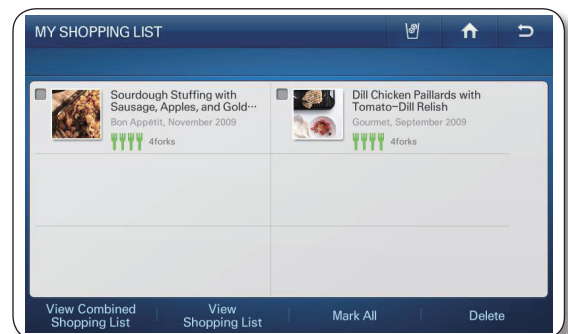 MY SHOPPING LIST
Sourdough Stuffing with
Sausage, Apples, and Gold···
Bon Appétit, November 2009
4forks
Dill Chicken Paillards with
Tomato-Dill Relish
Gourmet, September 2009
4forks
View Combined
Shopping List
View
Shopping List
Mark All
Delete